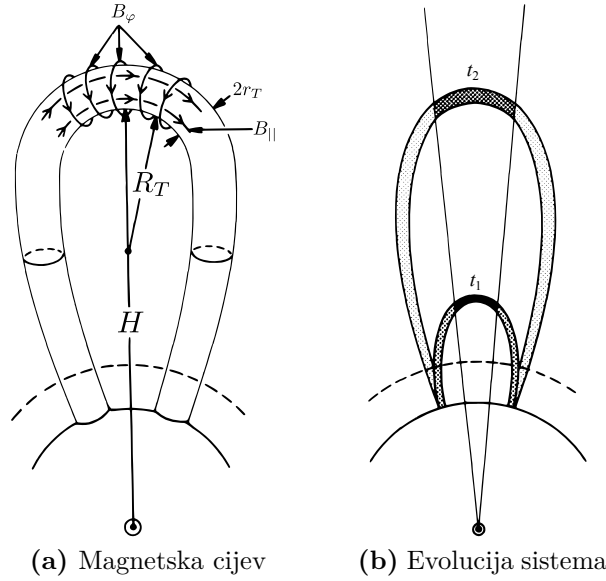 B_φ
2r_T
B_||
R_T
H
(a) Magnetska cijev
t_2
t_1
(b) Evolucija sistema